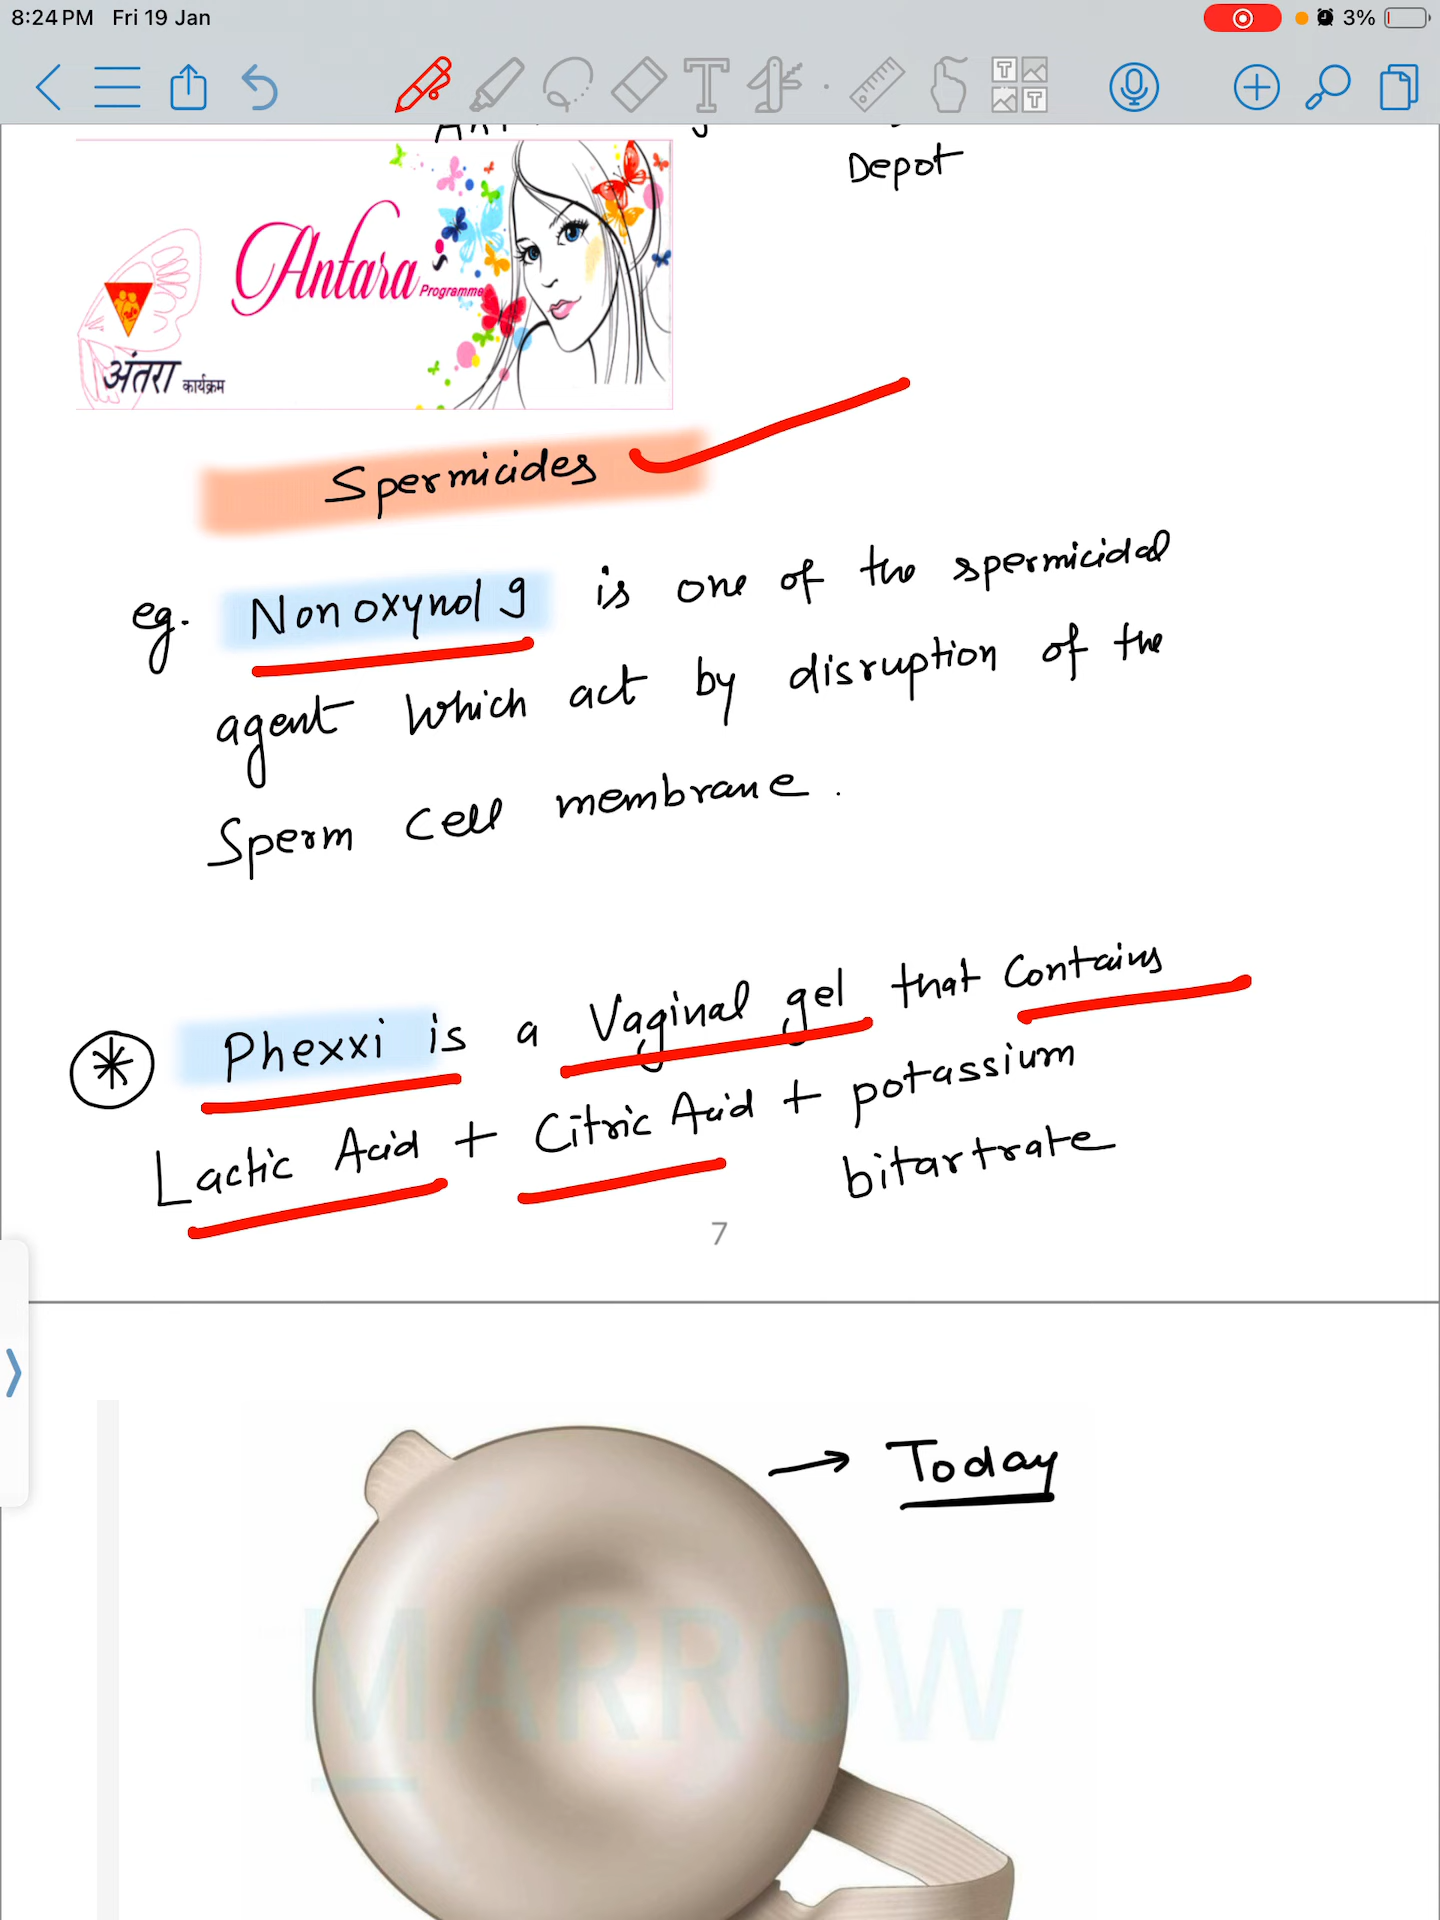 8:24 PM Fri 19 Jan
3%
Depot
Antara
Programme
अंतरा कार्यक्रम
Spermicides
eg. Nonoxynol 9 is one of the spermicidal
agent which act by disruption of the
Sperm cell membrane.
Phexxi is a Vaginal gel that Contains
Lactic Acid + Citric Acid + potassium
bitartrate
7
Today
MARROW